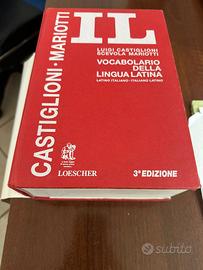 CASTIGLIONI - MARIOTTI
IL
LUIGI CASTIGLIONI
SCEVOLA MARIOTTI
VOCABOLARIO
DELLA
LINGUA LATINA
LATINO ITALIANO-ITALIANO LATINO
LOESCHER
3ª EDIZIONE
subito